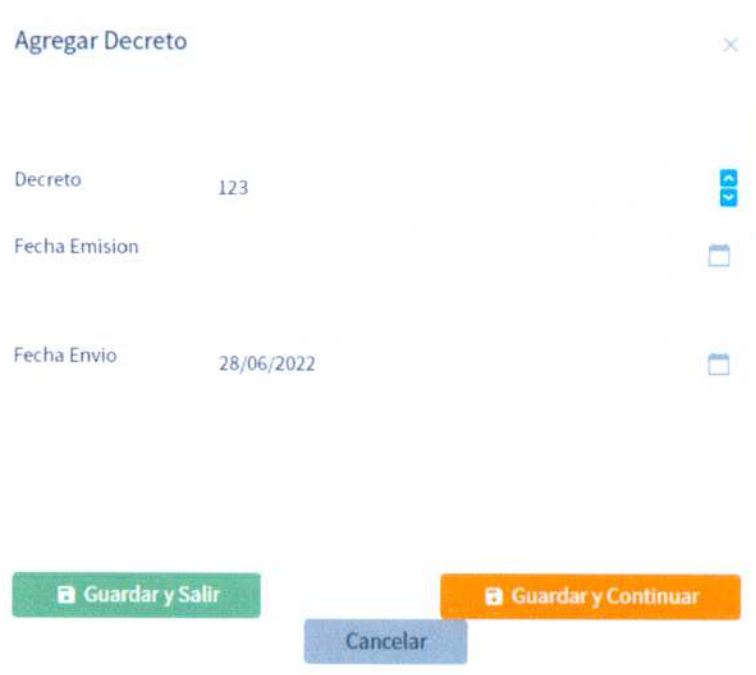 Agregar Decreto
Decreto 123
Fecha Emision
Fecha Envio 28/06/2022
Guardar y Salir
Guardar y Continuar
Cancelar